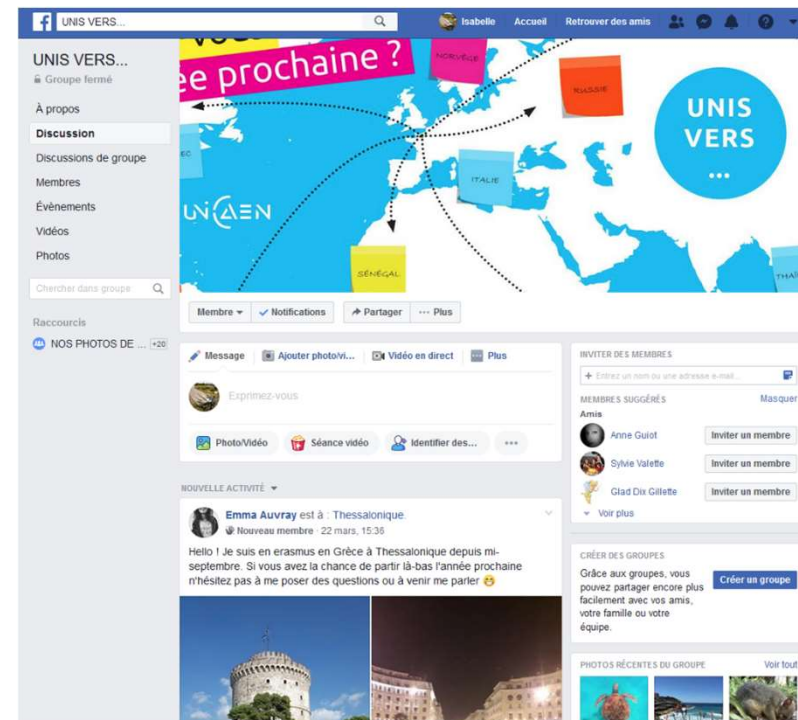 UNIS VERS...
Isabelle
Accueil
Retrouver des amis
UNIS VERS...
Groupe fermé
À propos
Discussion
Discussions de groupe
Membres
Évènements
Vidéos
Photos
Chercher dans groupe
Raccourcis
NOS PHOTOS DE ... +20
ée prochaine ?
NORVÈGE
RUSSIE
ITALIE
SÉNÉGAL
UNICAEN
UNIS
VERS
...
Membre
Notifications
Partager
... Plus
Message
Ajouter photo/vi...
Vidéo en direct
Plus
Exprimez-vous
Photo/Vidéo
Séance vidéo
Identifier des...
NOUVELLE ACTIVITÉ
Emma Auvray est à : Thessalonique.
Nouveau membre · 22 mars, 15:36
Hello ! Je suis en erasmus en Grèce à Thessalonique depuis mi-
septembre. Si vous avez la chance de partir là-bas l'année prochaine
n'hésitez pas à me poser des questions ou à venir me parler
INVITER DES MEMBRES
+ Entrez un nom ou une adresse e-mail...
MEMBRES SUGGÉRÉS
Masquer
Amis
Anne Guiot
Inviter un membre
Sylvie Valette
Inviter un membre
Glad Dix Gillette
Inviter un membre
Voir plus
CRÉER DES GROUPES
Grâce aux groupes, vous
pouvez partager encore plus
facilement avec vos amis,
votre famille ou votre
équipe.
Créer un groupe
PHOTOS RÉCENTES DU GROUPE
Voir tout